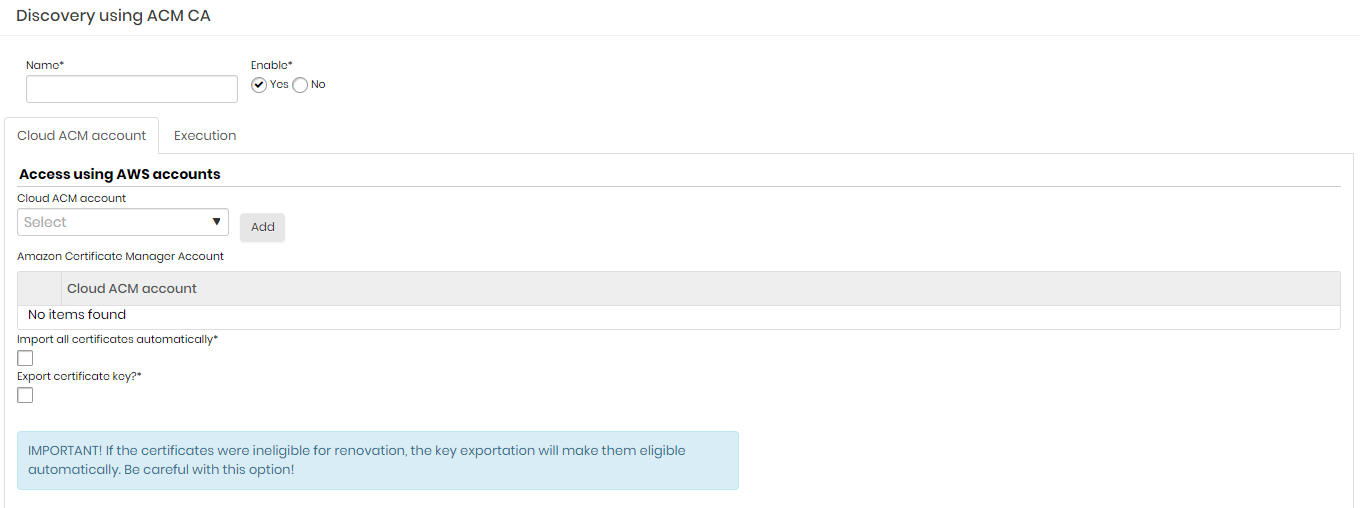 Discovery using ACM CA
Name* Enable*
Yes No
Cloud ACM account Execution
Access using AWS accounts
Cloud ACM account
Select Add
Amazon Certificate Manager Account
Cloud ACM account
No items found
Import all certificates automatically*
Export certificate key?*
IMPORTANT! If the certificates were ineligible for renovation, the key exportation will make them eligible
automatically. Be careful with this option!